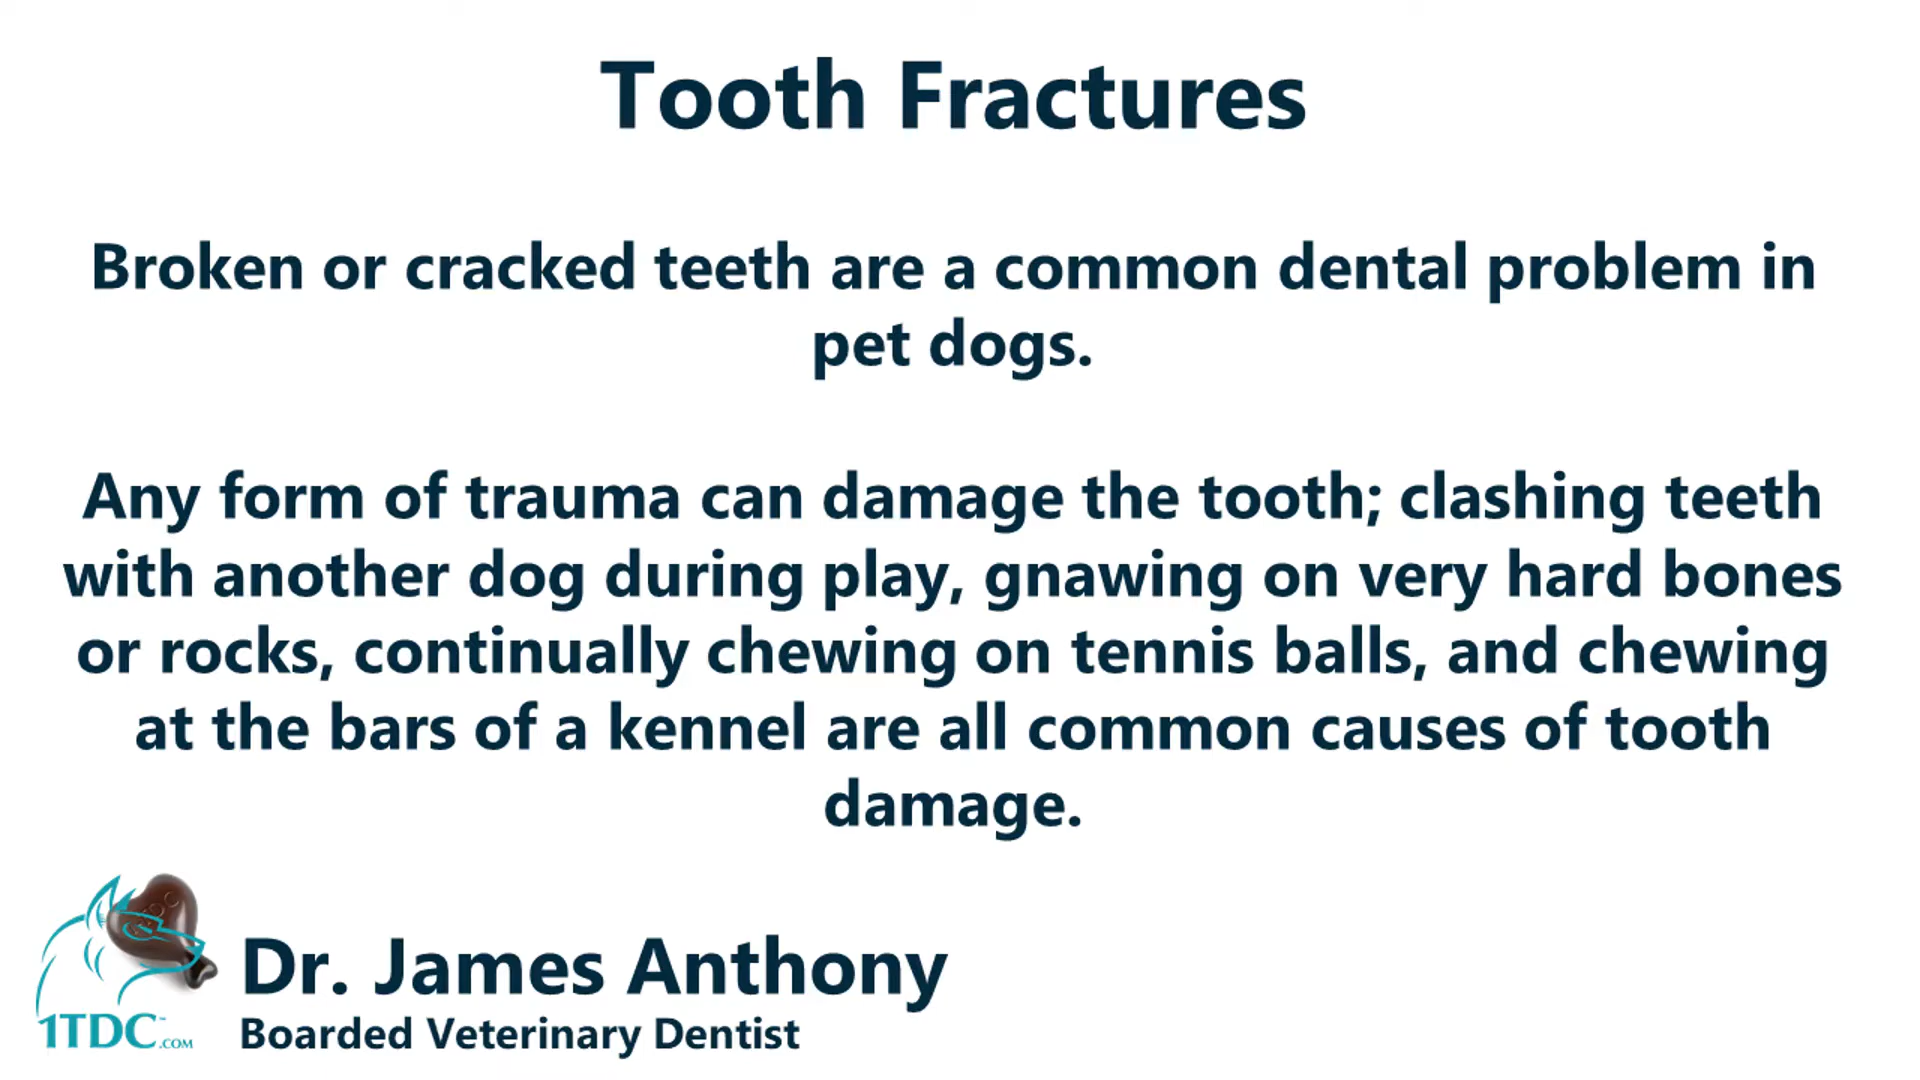 Tooth Fractures
Broken or cracked teeth are a common dental problem in
pet dogs.
Any form of trauma can damage the tooth; clashing teeth
with another dog during play, gnawing on very hard bones
or rocks, continually chewing on tennis balls, and chewing
at the bars of a kennel are all common causes of tooth
damage.
Dr. James Anthony
Boarded Veterinary Dentist
1TDC™.COM